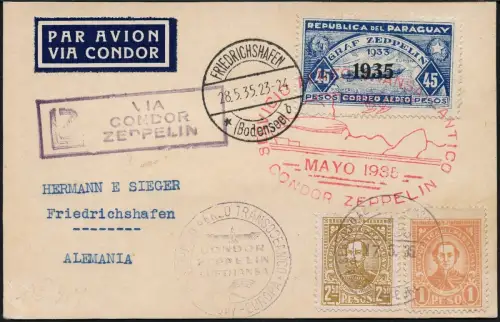 PAR AVION
VIA CONDOR
FRIEDRICHSHAFEN
28.5.35.23-24
* (Bodensee) d
REPUBLICA DEL PARAGUAY
GRAF ZEPPELIN
1933
1935
45 45
PESOS CORREO AEREO PESOS
VIA
CONDOR
ZEPPELIN
MAYO 1935
CONDOR ZEPPELIN
HERMANN E SIEGER
Friedrichshafen
--------
ALEMANIA
CONDOR
ZEPPELIN
PESOS
1 PESO 1